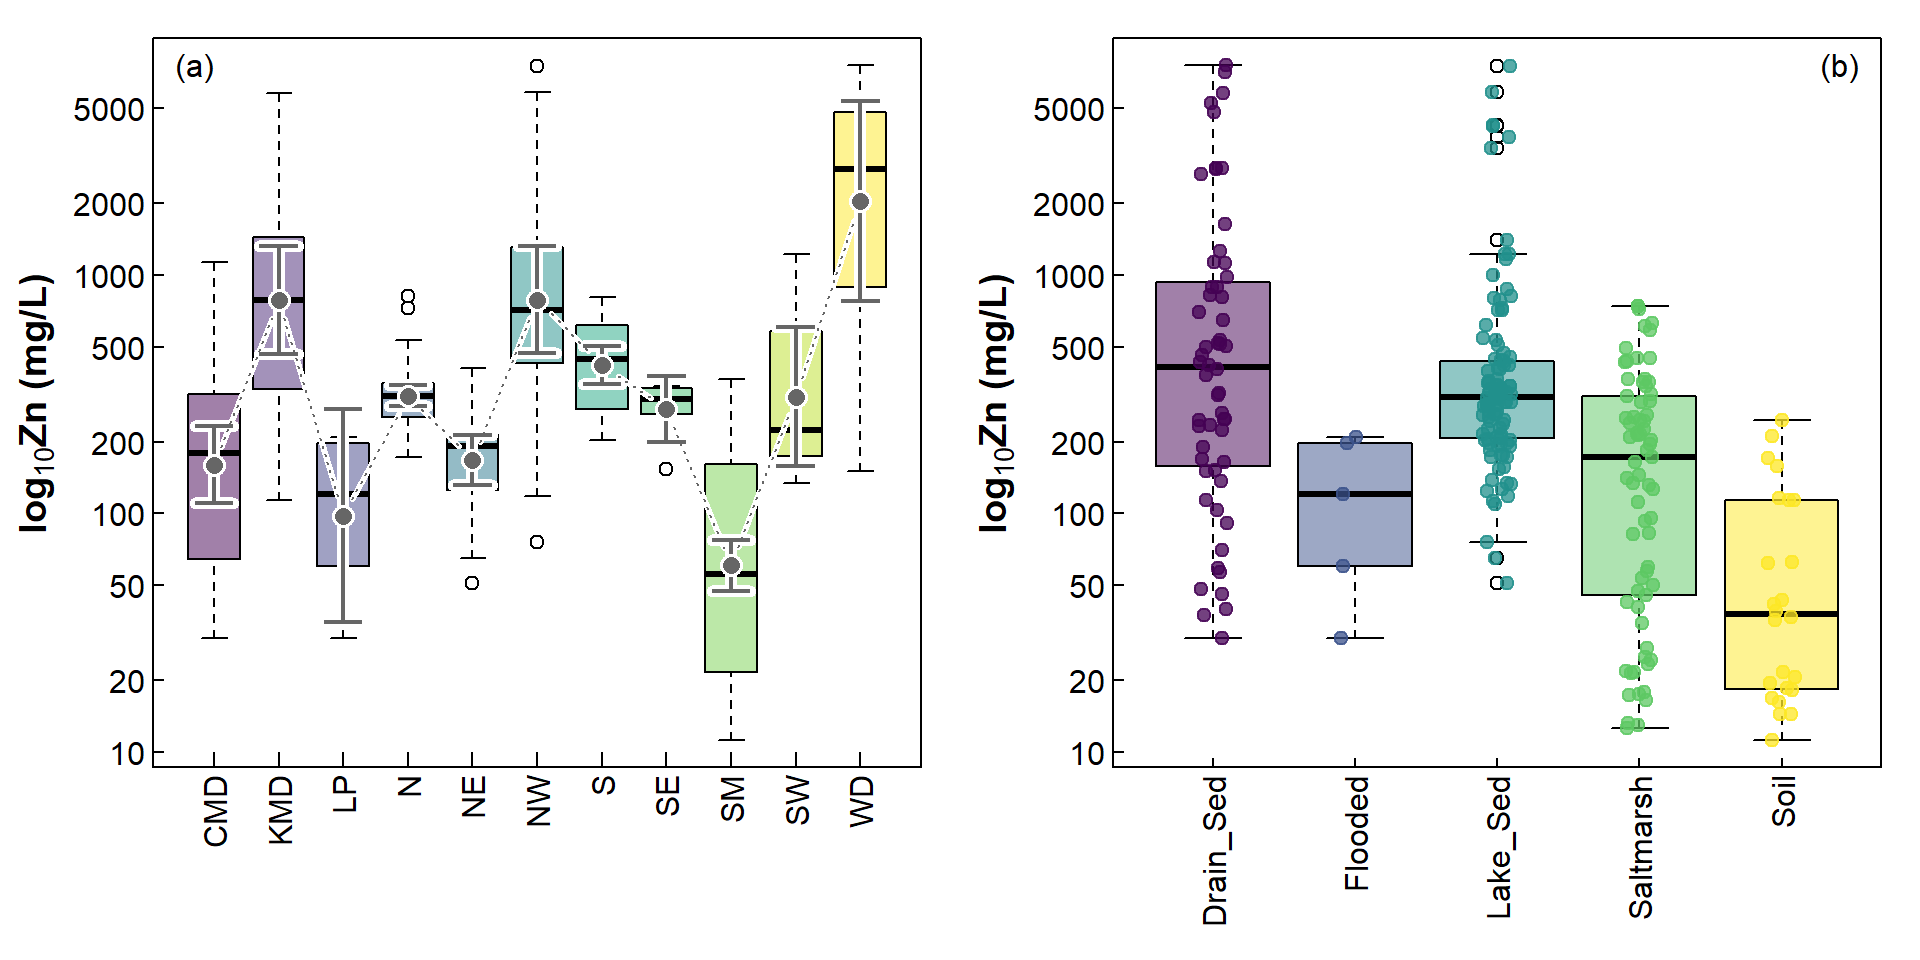 (a)
log10Zn (mg/L)
5000
2000
1000
500
200
100
50
20
10
CMD
KMD
LP
N
NE
NW
S
SE
SM
SW
WD
(b)
log10Zn (mg/L)
5000
2000
1000
500
200
100
50
20
10
Drain_Sed
Flooded
Lake_Sed
Saltmarsh
Soil